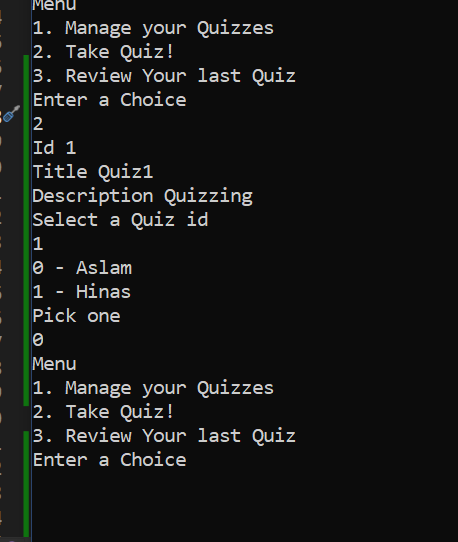 Menu
1. Manage your Quizzes
2. Take Quiz!
3. Review Your last Quiz
Enter a Choice
2
Id 1
Title Quiz1
Description Quizzing
Select a Quiz id
1
0 - Aslam
1 - Hinas
Pick one
0
Menu
1. Manage your Quizzes
2. Take Quiz!
3. Review Your last Quiz
Enter a Choice